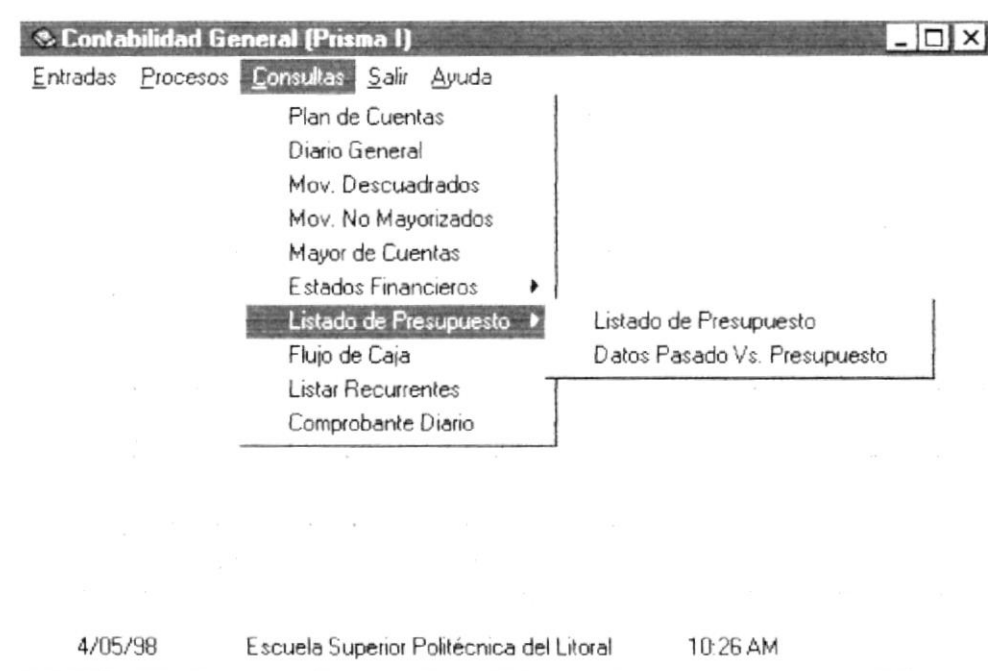 Contabilidad General (Prisma I)
Entradas Procesos Consultas Salir Ayuda
Plan de Cuentas
Diario General
Mov. Descuadrados
Mov. No Mayorizados
Mayor de Cuentas
Estados Financieros
Listado de Presupuesto Listado de Presupuesto
Flujo de Caja Datos Pasado Vs. Presupuesto
Listar Recurrentes
Comprobante Diario
4/05/98 Escuela Superior Politécnica del Litoral 10:26 AM